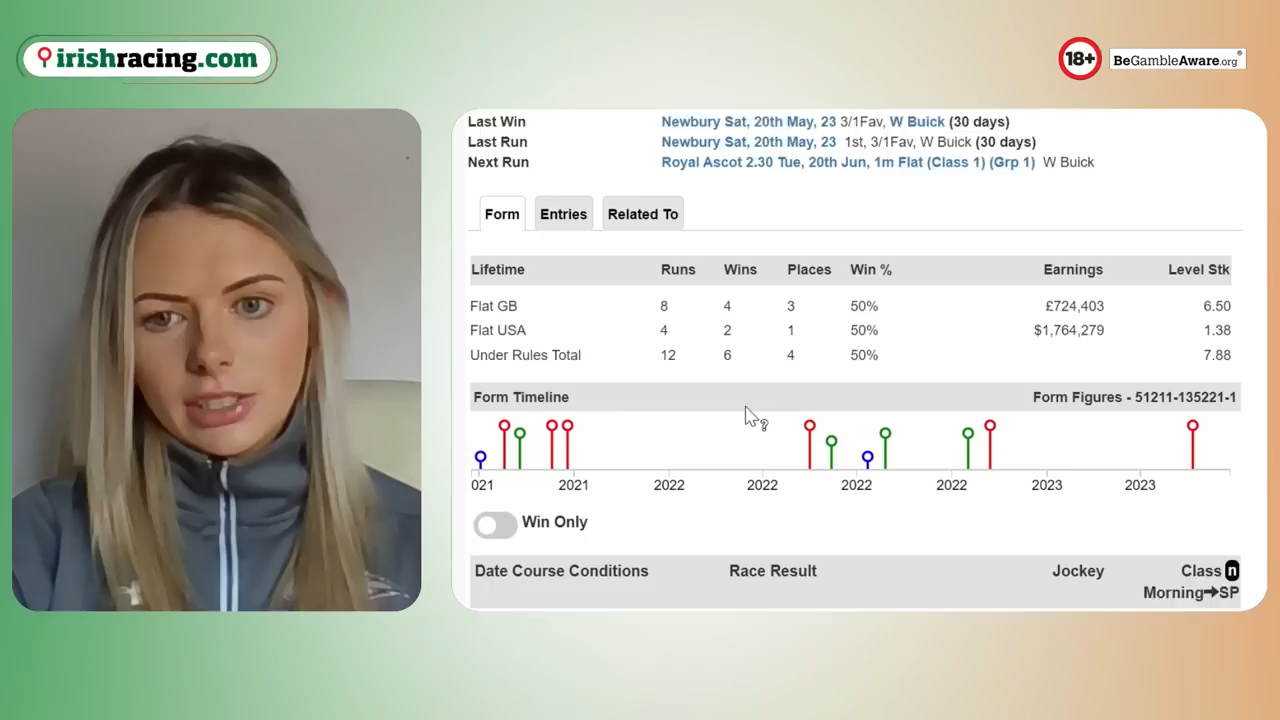 irishracing.com
18+
BeGambleAware.org®
Last Win Newbury Sat, 20th May, 23 3/1Fav, W Buick (30 days)
Last Run Newbury Sat, 20th May, 23 1st, 3/1Fav, W Buick (30 days)
Next Run Royal Ascot 2.30 Tue, 20th Jun, 1m Flat (Class 1) (Grp 1) W Buick
Form Entries Related To
Lifetime Runs Wins Places Win % Earnings Level Stk
Flat GB 8 4 3 50% £724,403 6.50
Flat USA 4 2 1 50% $1,764,279 1.38
Under Rules Total 12 6 4 50% 7.88
Form Timeline Form Figures - 51211-135221-1
021 2021 2022 2022 2022 2022 2023 2023
Win Only
Date Course Conditions Race Result Jockey Class n
Morning➔SP